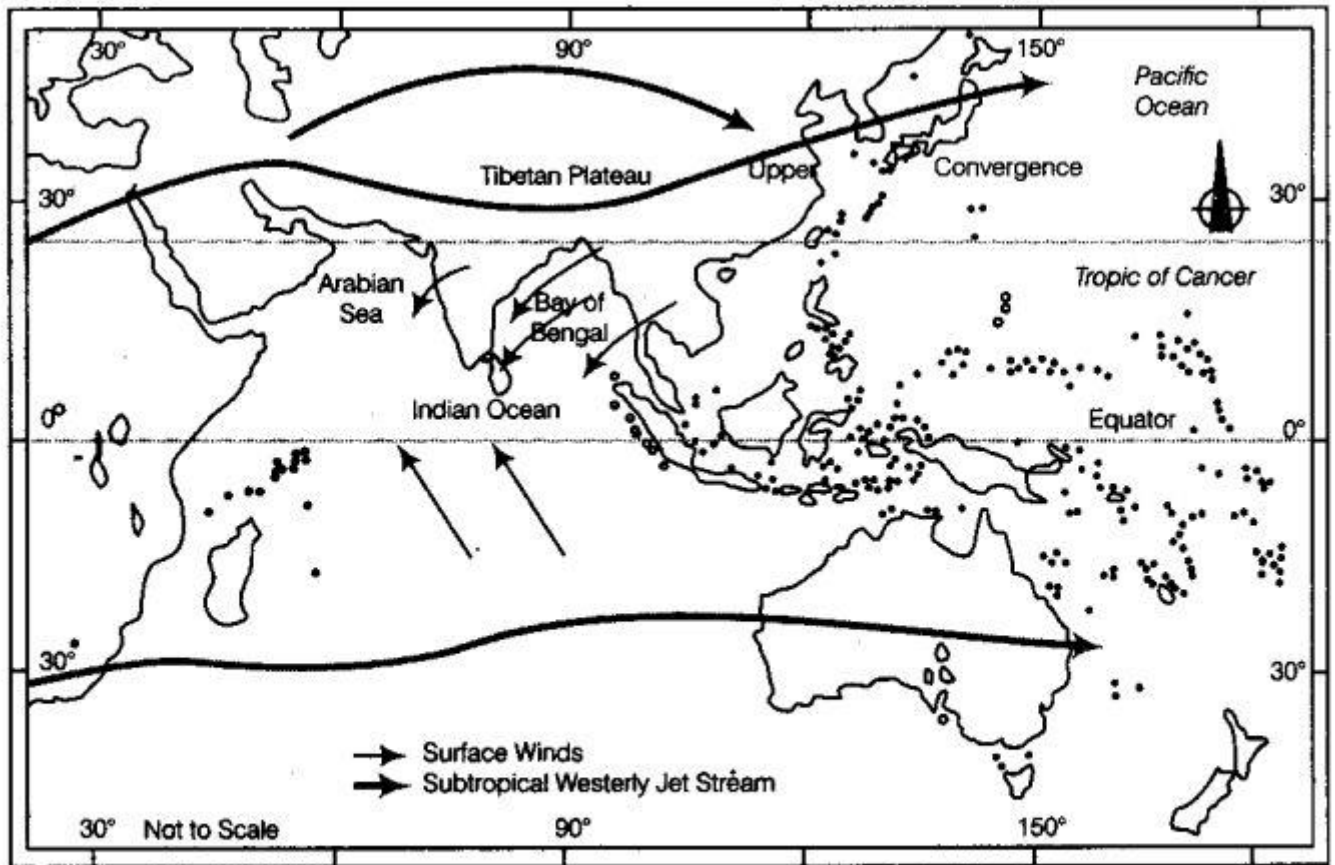 30°
90°
150°
Pacific
Ocean
Tibetan Plateau
Upper
Convergence
30°
30°
Arabian
Sea
Bay of
Bengal
Tropic of Cancer
Indian Ocean
Equator
0°
0°
30°
30°
Surface Winds
Subtropical Westerly Jet Stream
30°
Not to Scale
90°
150°